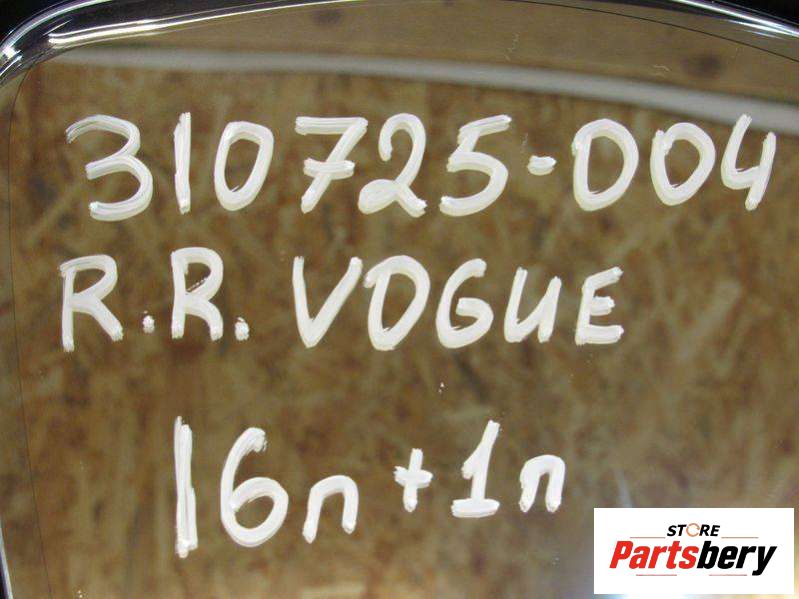 310725-004
R.R. VOGUE
16п+1п
STORE
Partsbery